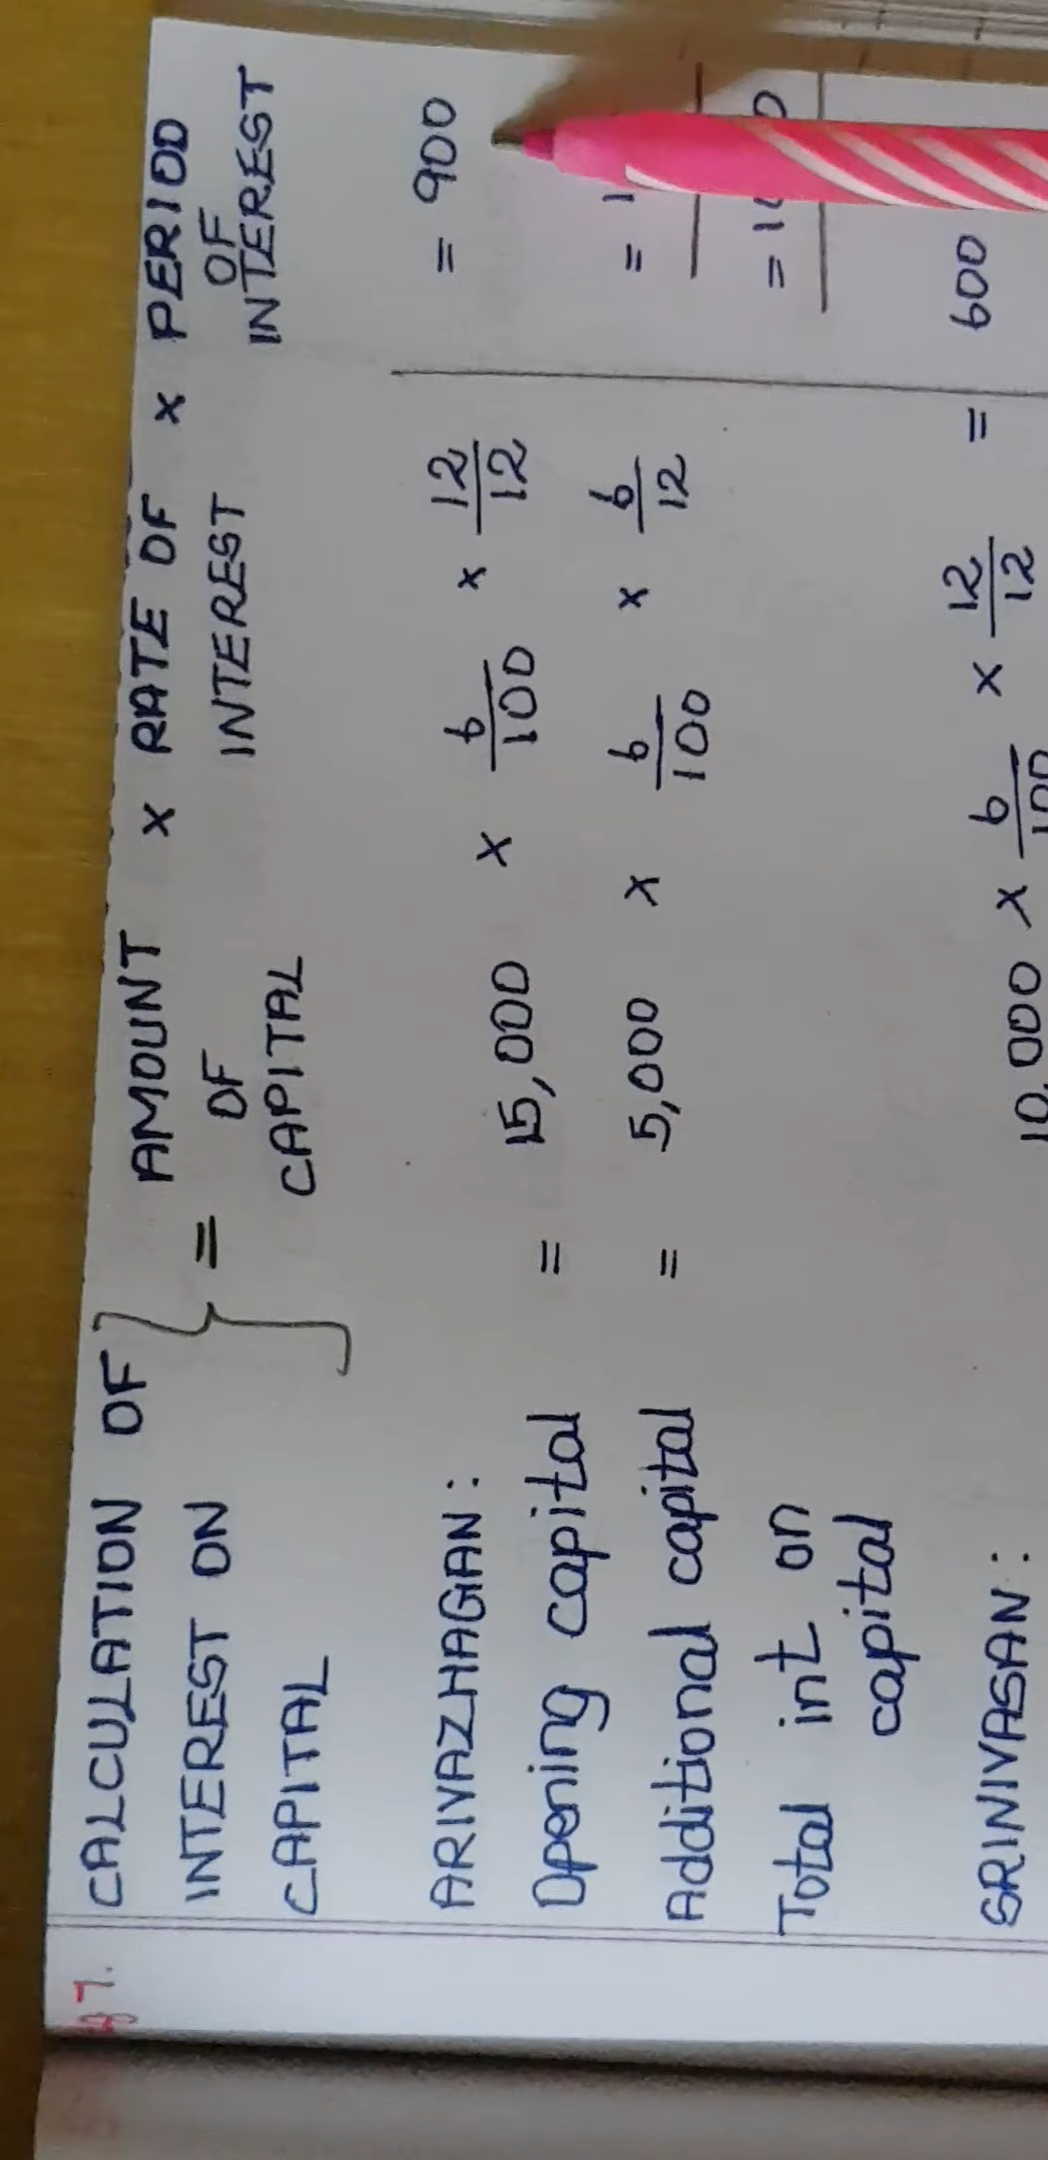 7.
CALCULATION OF } = AMOUNT × RATE OF × PERIOD
INTEREST ON OF INTEREST OF
CAPITAL CAPITAL INTEREST
ARIVAZHAGAN:
Opening capital = 15,000 × 6/100 × 12/12 = 900
Additional capital = 5,000 × 6/100 × 6/12 = 1
Total int on = 10
capital
SRINIVASAN:
10,000 × 6/100 × 12/12 = 600